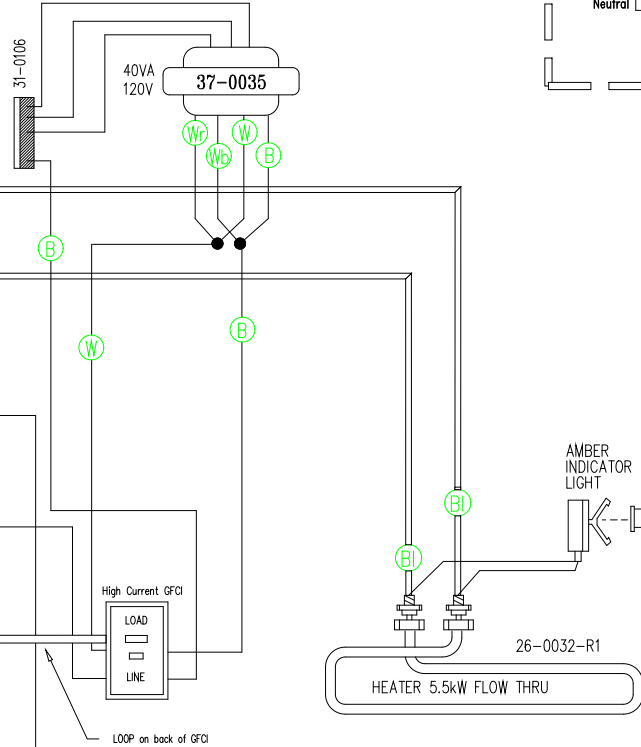 Neutral
31-0106
40VA
120V
37-0035
Wr
Wb
W
B
B
B
W
AMBER
INDICATOR
LIGHT
Bl
Bl
High Current GFCI
LOAD
LINE
26-0032-R1
HEATER 5.5kW FLOW THRU
LOOP on back of GFCI